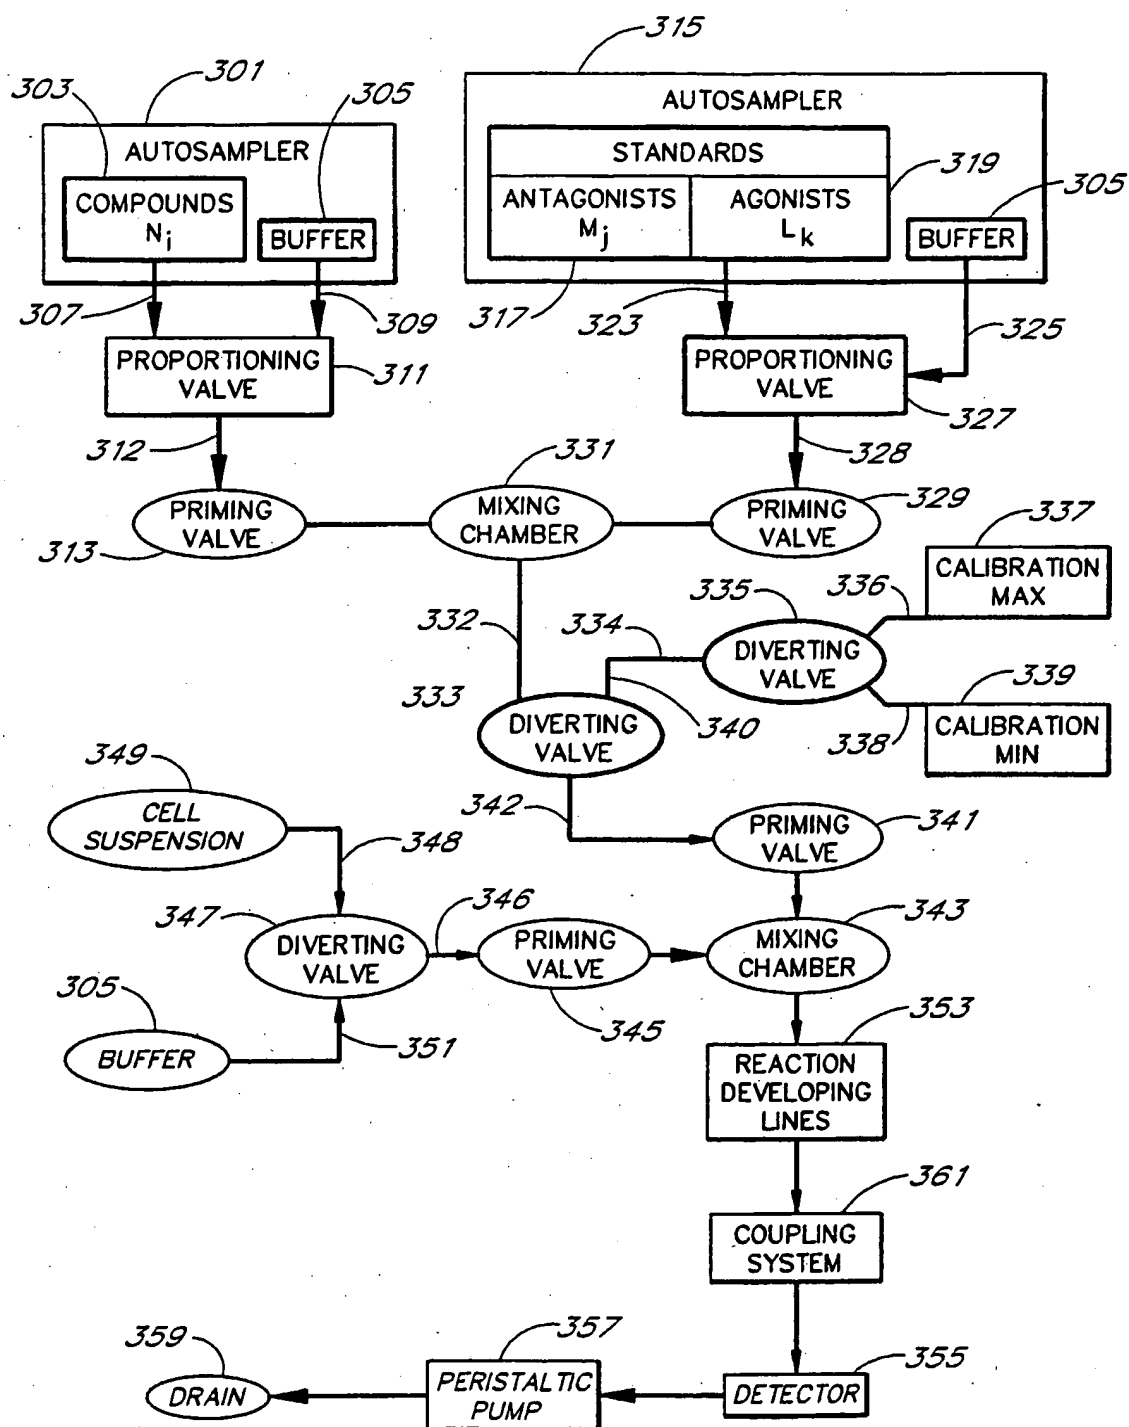 315
301
303
305
AUTOSAMPLER
AUTOSAMPLER
STANDARDS
319
305
COMPOUNDS
Ni
BUFFER
ANTAGONISTS
Mj
AGONISTS
Lk
BUFFER
307
309
317
323
325
PROPORTIONING
VALVE
311
PROPORTIONING
VALVE
327
312
331
328
329
PRIMING
VALVE
313
MIXING
CHAMBER
PRIMING
VALVE
337
CALIBRATION
MAX
335
336
332
334
DIVERTING
VALVE
339
333
340
338
CALIBRATION
MIN
DIVERTING
VALVE
349
CELL
SUSPENSION
342
PRIMING
VALVE
341
348
347
346
343
DIVERTING
VALVE
PRIMING
VALVE
MIXING
CHAMBER
305
345
353
BUFFER
351
REACTION
DEVELOPING
LINES
361
COUPLING
SYSTEM
359
357
355
DRAIN
PERISTALTIC
PUMP
DETECTOR